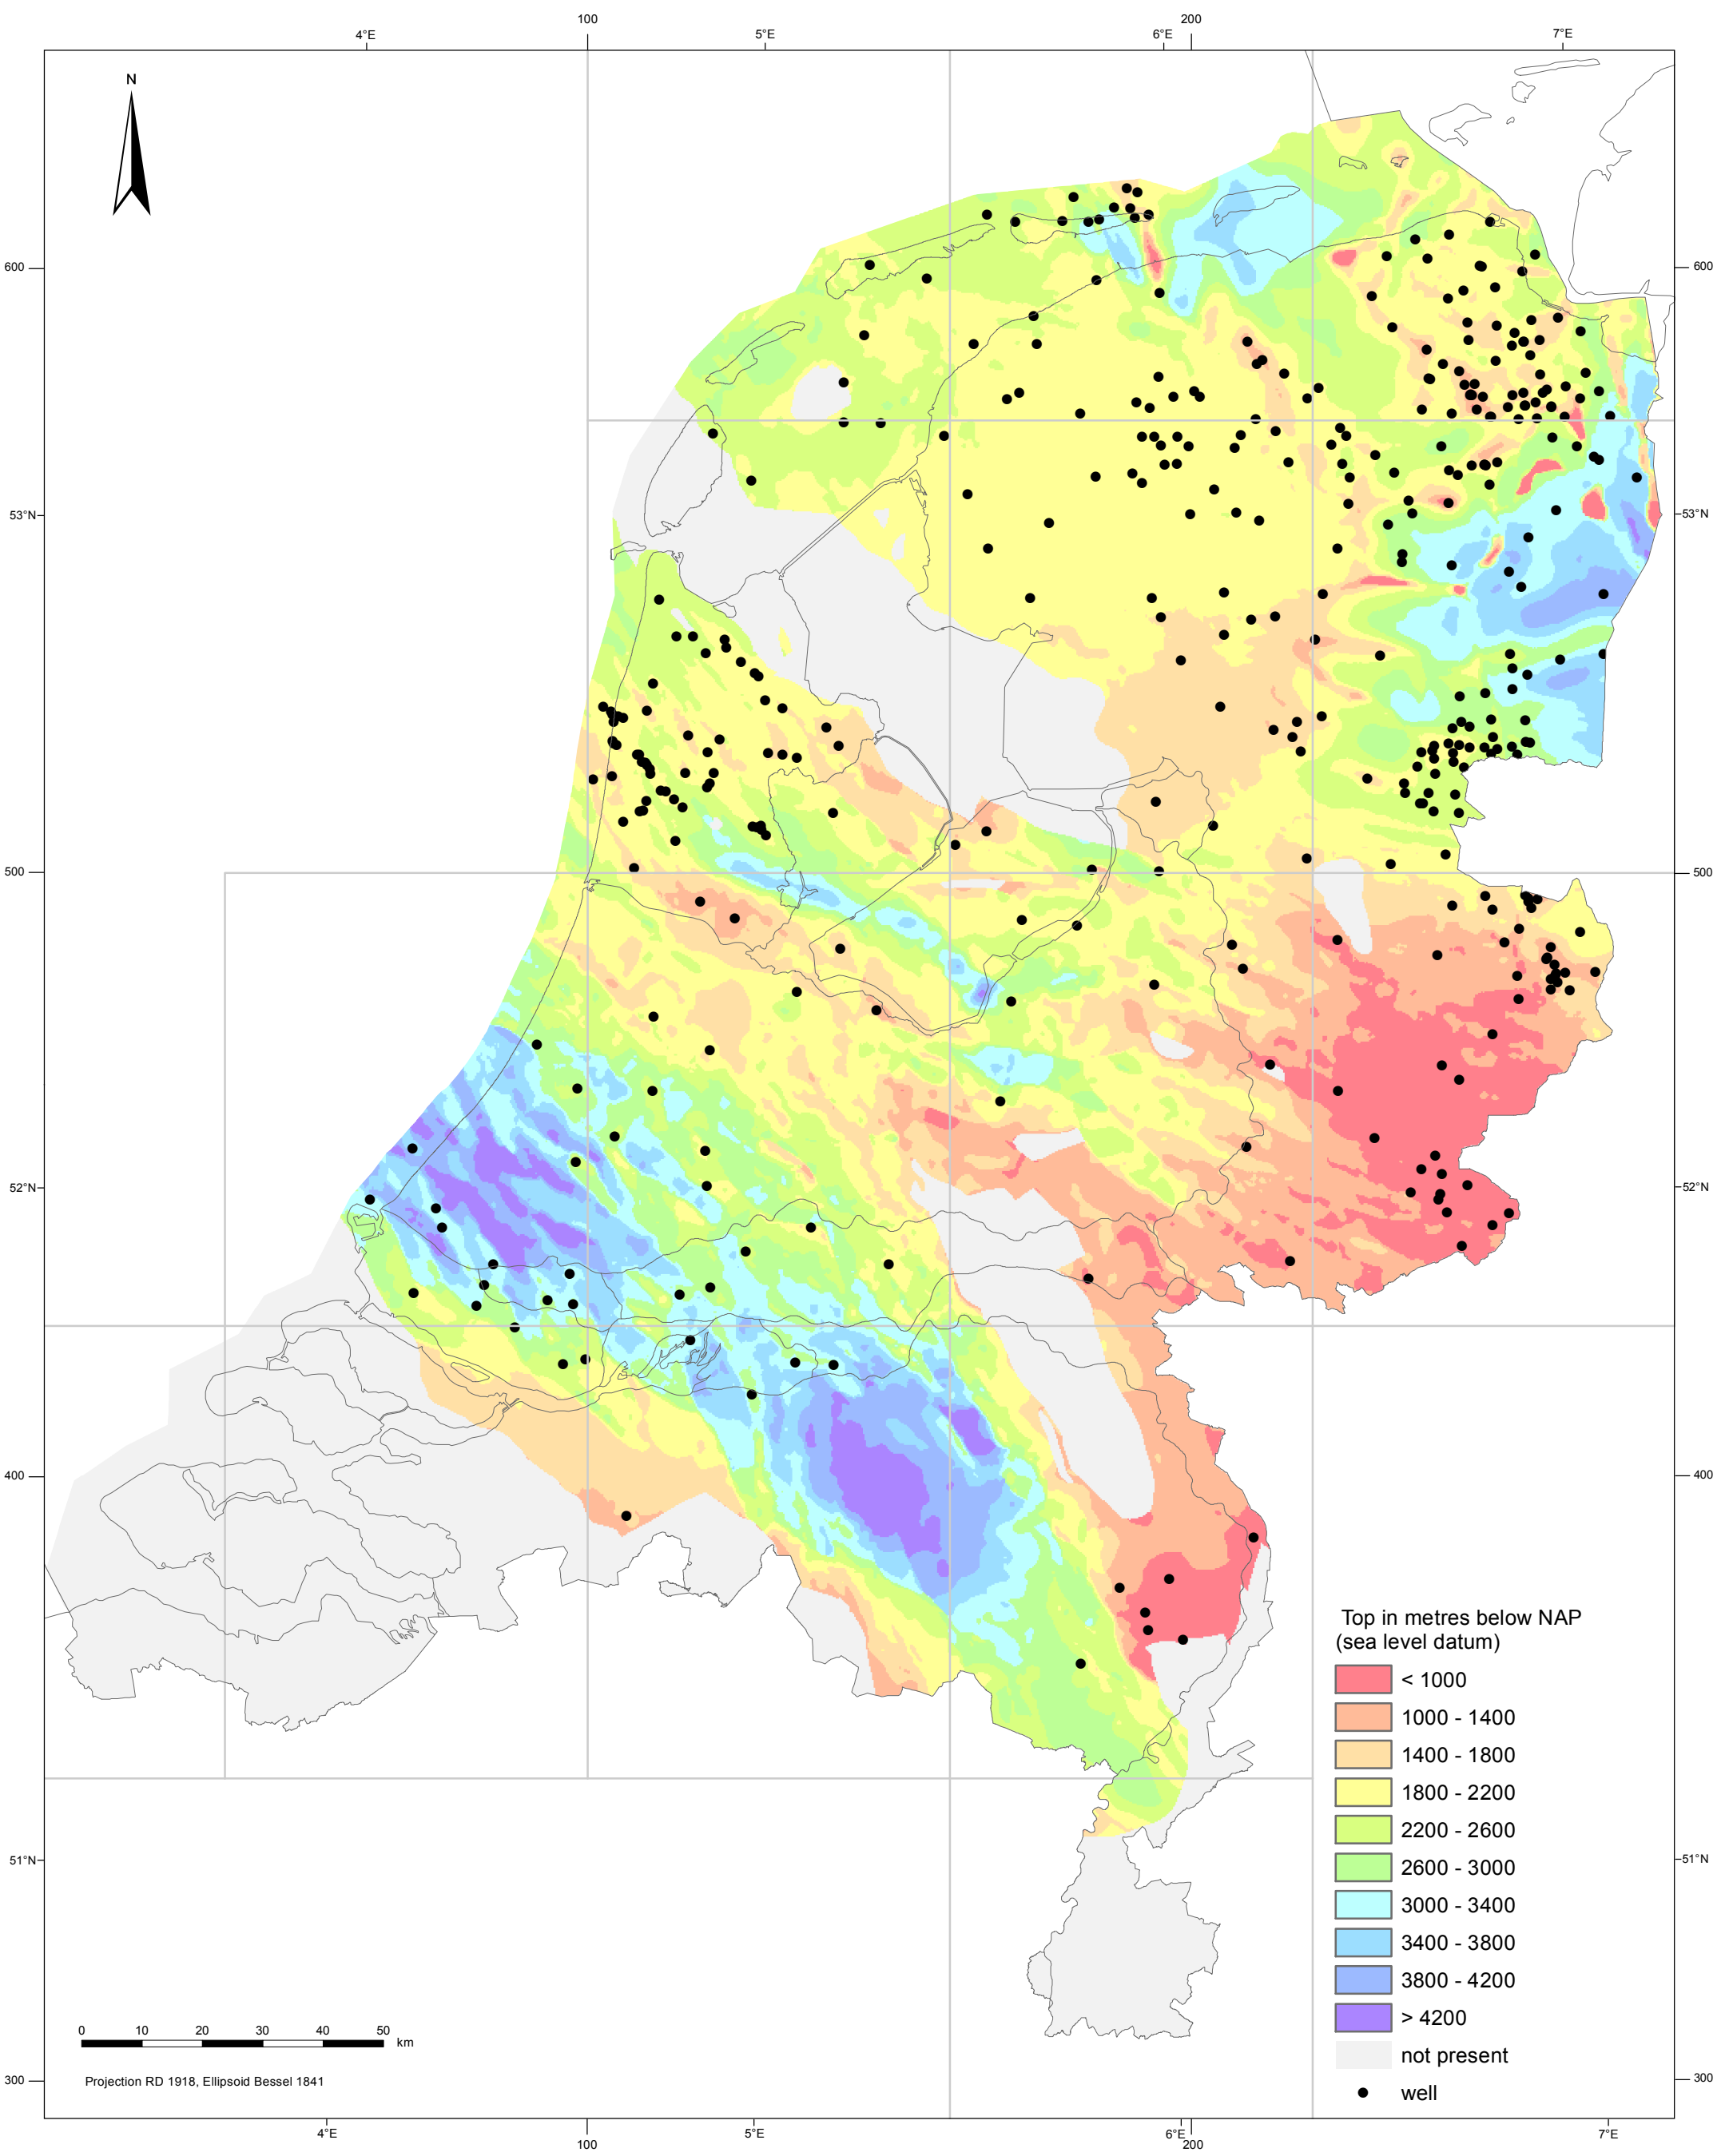 100
200
4°E
5°E
6°E
7°E
N
600
600
53°N
53°N
500
500
52°N
52°N
400
400
Top in metres below NAP
(sea level datum)
< 1000
1000 - 1400
1400 - 1800
1800 - 2200
2200 - 2600
51°N
51°N
2600 - 3000
3000 - 3400
3400 - 3800
3800 - 4200
> 4200
0 10 20 30 40 50
km
not present
Projection RD 1918, Ellipsoid Bessel 1841
300
300
well
4°E
5°E
6°E
7°E
100
200